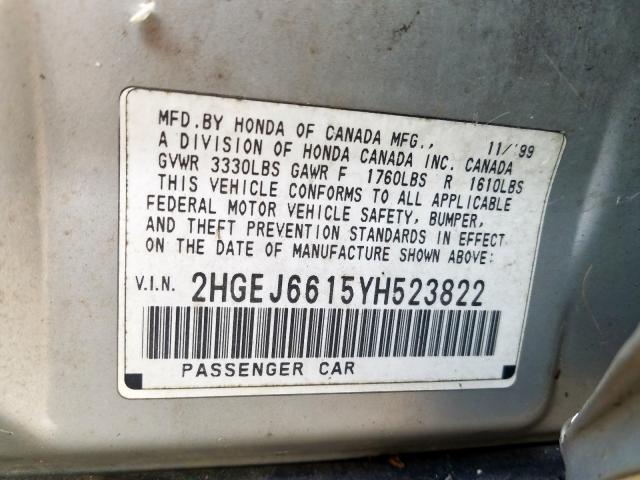 MFD.BY HONDA OF CANADA MFG., 11/'99
A DIVISION OF HONDA CANADA INC. CANADA
GVWR 3330LBS GAWR F 1760LBS R 1610LBS
THIS VEHICLE CONFORMS TO ALL APPLICABLE
FEDERAL MOTOR VEHICLE SAFETY, BUMPER,
AND THEFT PREVENTION STANDARDS IN EFFECT
ON THE DATE OF MANUFACTURE SHOWN ABOVE:
V.I.N. 2HGEJ6615YH523822
PASSENGER CAR